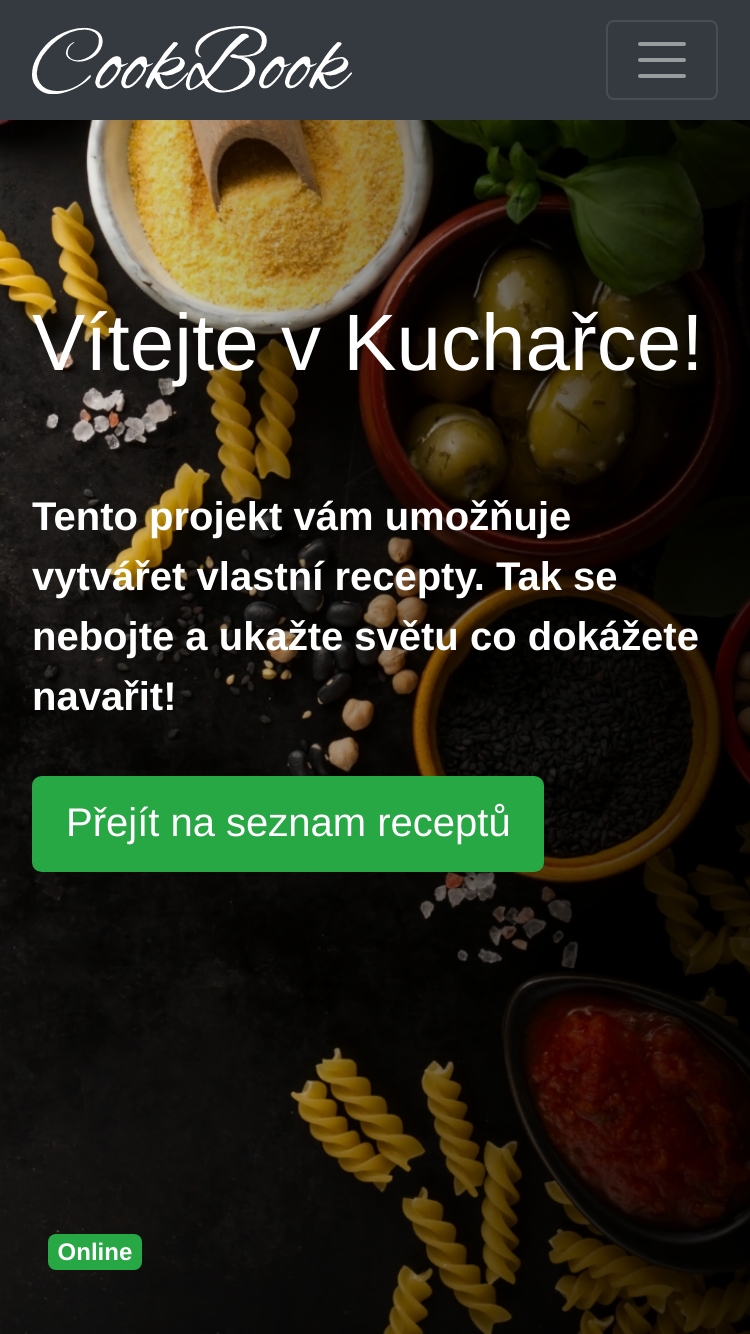 CookBook
Vítejte v Kuchařce!
Tento projekt vám umožňuje
vytvářet vlastní recepty. Tak se
nebojte a ukažte světu co dokážete
navařit!
Přejít na seznam receptů
Online